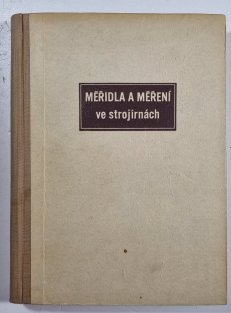 MĚŘIDLA A MĚŘENÍ
ve strojírnách